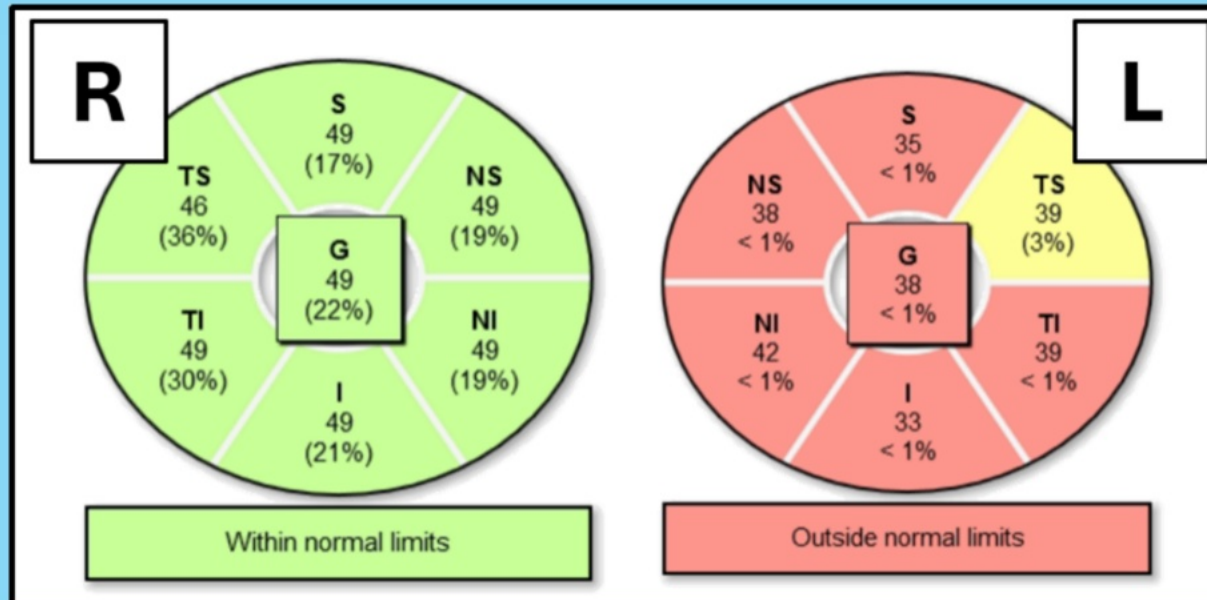 R
S
49
(17%)
TS
46
(36%)
NS
49
(19%)
G
49
(22%)
TI
49
(30%)
NI
49
(19%)
I
49
(21%)
Within normal limits
L
S
35
< 1%
NS
38
< 1%
TS
39
(3%)
G
38
< 1%
NI
42
< 1%
TI
39
< 1%
I
33
< 1%
Outside normal limits